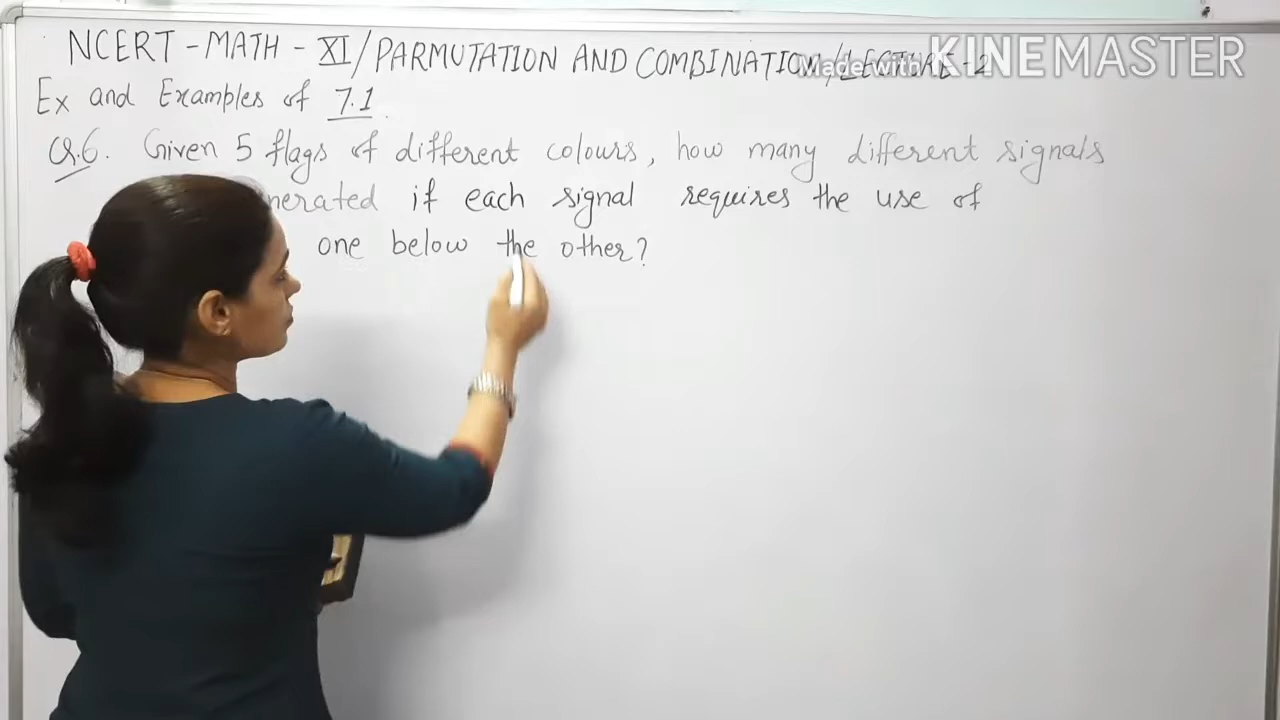 NCERT - MATH - XI / PARMUTATION AND COMBINATION / LECTURE - 2
Made with KINEMASTER
Ex and Examples of 7.1
Q.6. Given 5 flags of different colours, how many different signals
nerated if each signal requires the use of
one below the other?